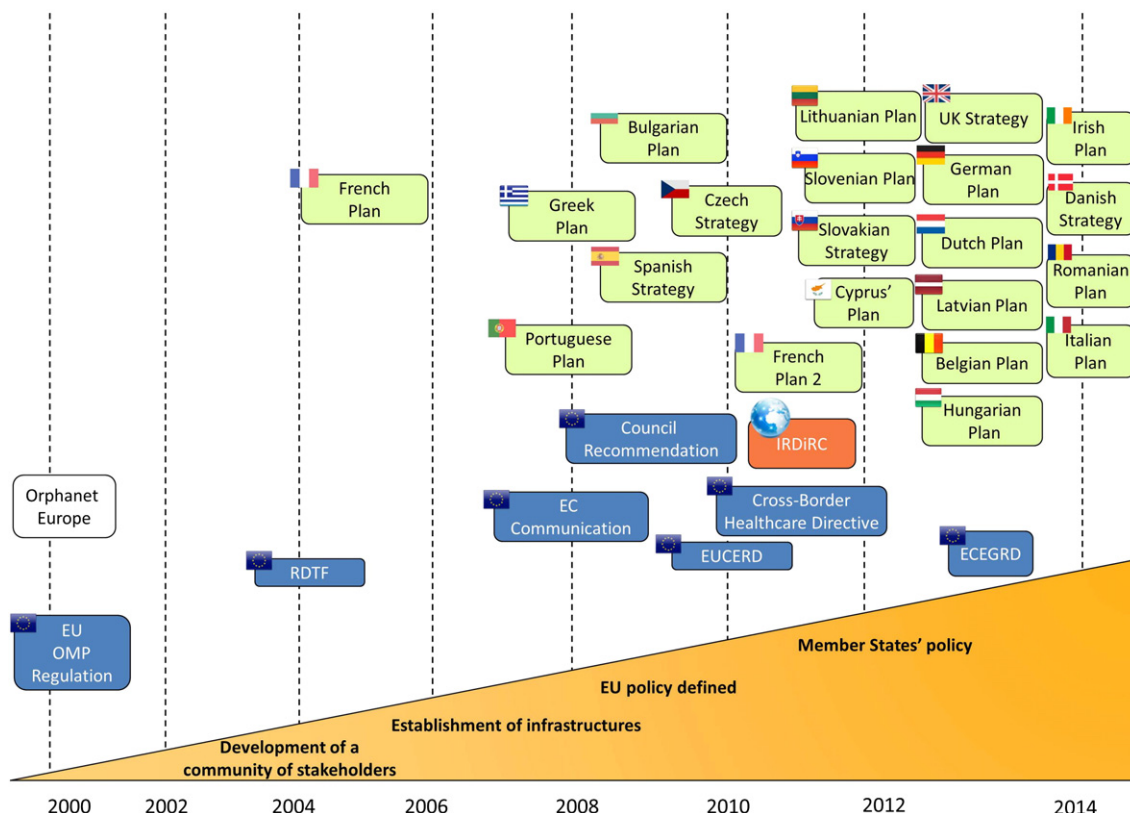 Lithuanian Plan
UK Strategy
Irish
Plan
Bulgarian
Plan
Slovenian Plan
German
Plan
French
Plan
Greek
Plan
Czech
Strategy
Danish
Strategy
Slovakian
Strategy
Dutch Plan
Spanish
Strategy
Romanian
Plan
Cyprus’
Plan
Latvian Plan
Portuguese
Plan
French
Plan 2
Belgian Plan
Italian
Plan
Hungarian
Plan
Council
Recommendation
IRDiRC
Orphanet
Europe
EC
Communication
Cross-Border
Healthcare Directive
RDTF
EUCERD
ECEGRD
EU
OMP
Regulation
Member States’ policy
EU policy defined
Establishment of infrastructures
Development of a
community of stakeholders
2000 2002 2004 2006 2008 2010 2012 2014